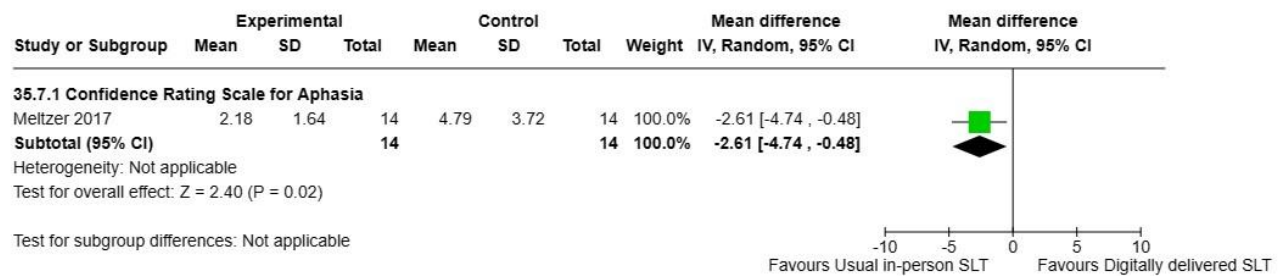 Experimental Control Mean difference Mean difference
Study or Subgroup Mean SD Total Mean SD Total Weight IV, Random, 95% CI IV, Random, 95% CI
35.7.1 Confidence Rating Scale for Aphasia
Meltzer 2017 2.18 1.64 14 4.79 3.72 14 100.0% -2.61 [-4.74 , -0.48]
Subtotal (95% CI) 14 14 100.0% -2.61 [-4.74 , -0.48]
Heterogeneity: Not applicable
Test for overall effect: Z = 2.40 (P = 0.02)
Test for subgroup differences: Not applicable
-10 -5 0 5 10
Favours Usual in-person SLT Favours Digitally delivered SLT